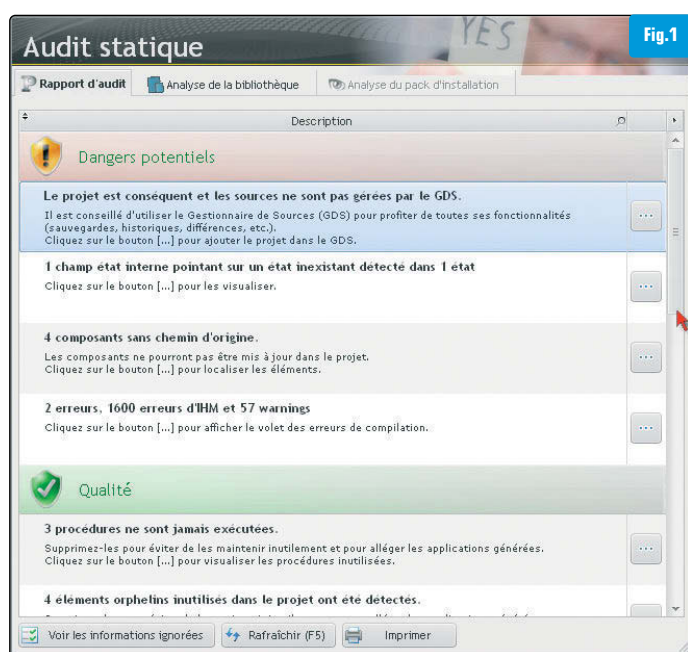 YES
Fig.1
Audit statique
Rapport d'audit
Analyse de la bibliothèque
Analyse du pack d'installation
Description
Dangers potentiels
Le projet est conséquent et les sources ne sont pas gérées par le GDS.
Il est conseillé d'utiliser le Gestionnaire de Sources (GDS) pour profiter de toutes ses fonctionnalités
(sauvegardes, historiques, différences, etc.).
Cliquez sur le bouton [...] pour ajouter le projet dans le GDS.
...
1 champ état interne pointant sur un état inexistant détecté dans 1 état
Cliquez sur le bouton [...] pour les visualiser.
...
4 composants sans chemin d'origine.
Les composants ne pourront pas être mis à jour dans le projet.
Cliquez sur le bouton [...] pour localiser les éléments.
...
2 erreurs, 1600 erreurs d'IHM et 57 warnings
Cliquez sur le bouton [...] pour afficher le volet des erreurs de compilation.
...
Qualité
3 procédures ne sont jamais exécutées.
Supprimez-les pour éviter de les maintenir inutilement et pour alléger les applications générées.
Cliquez sur le bouton [...] pour visualiser les procédures inutilisées.
...
4 éléments orphelins inutilisés dans le projet ont été détectés.
Voir les informations ignorées
Rafraîchir (F5)
Imprimer